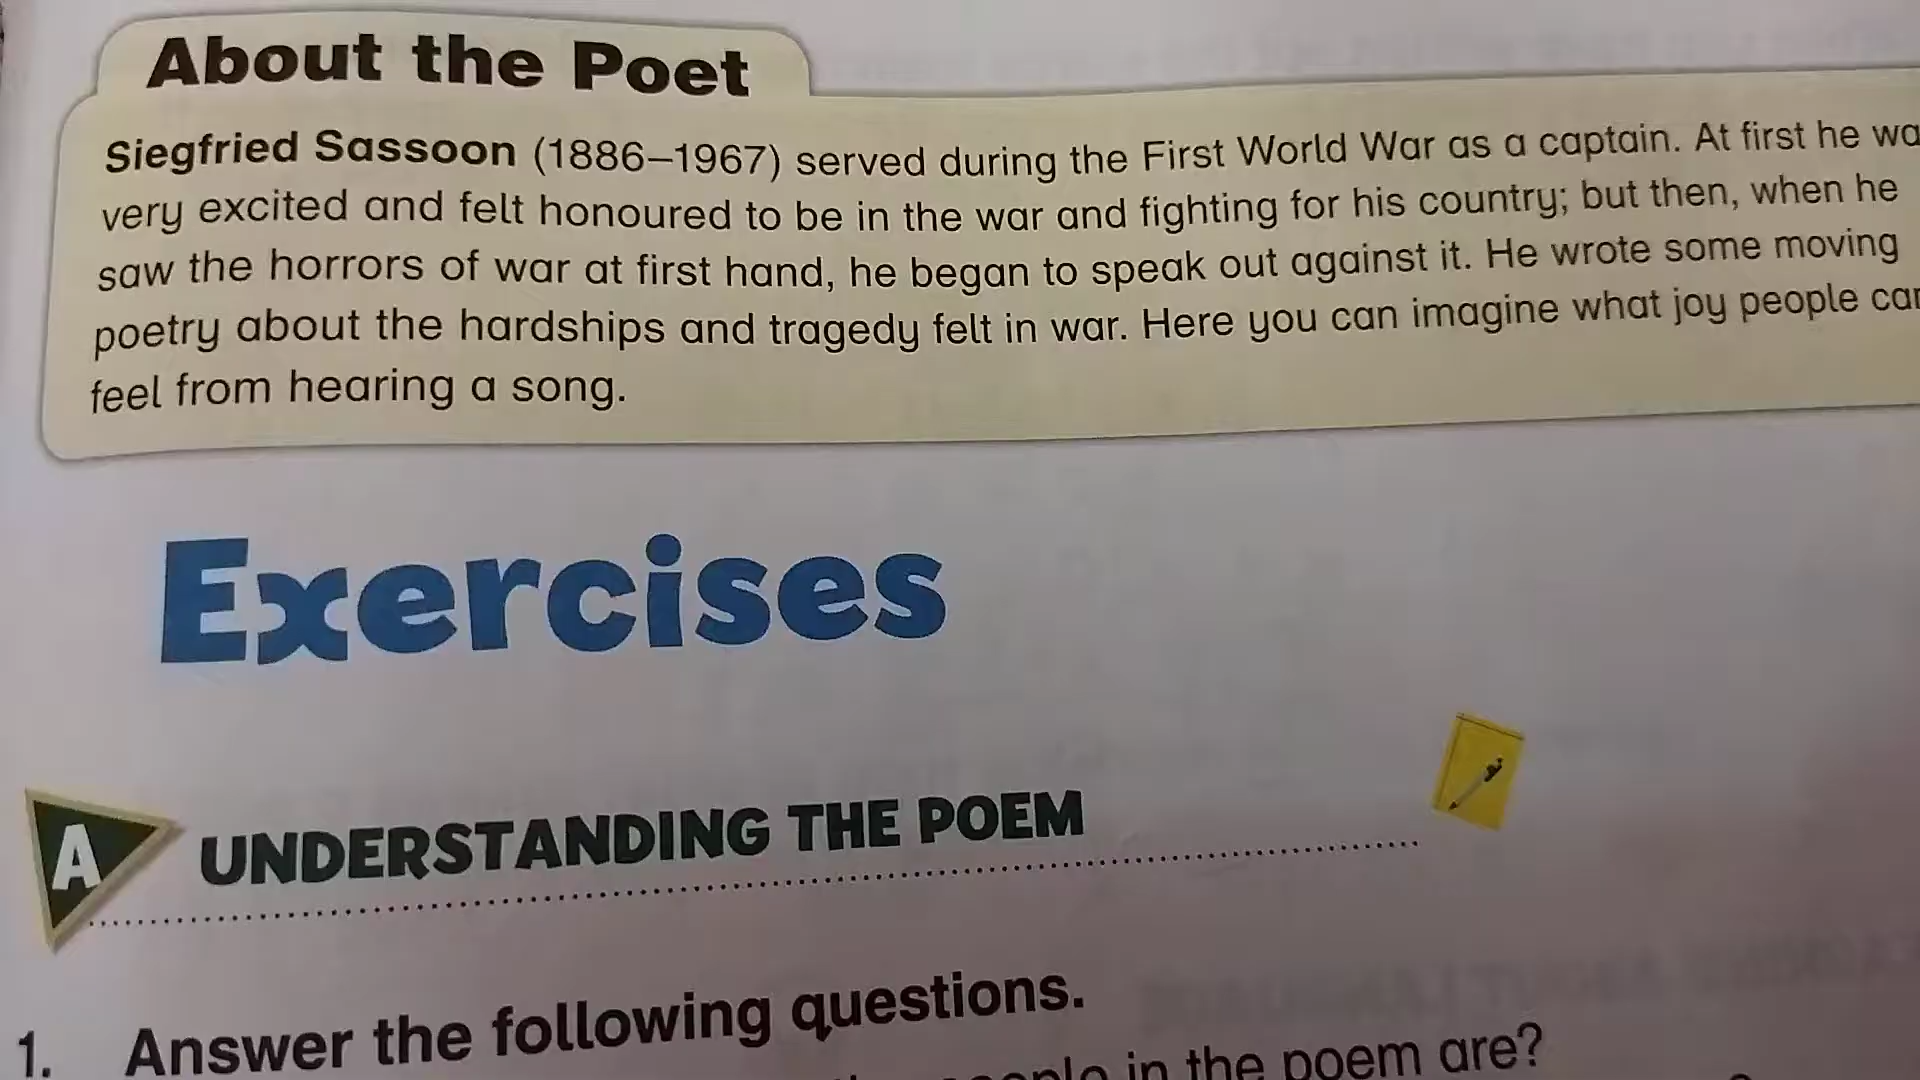 About the Poet
Siegfried Sassoon (1886–1967) served during the First World War as a captain. At first he
very excited and felt honoured to be in the war and fighting for his country; but then, when he
saw the horrors of war at first hand, he began to speak out against it. He wrote some moving
poetry about the hardships and tragedy felt in war. Here you can imagine what joy people
feel from hearing a song.
Exercises
A UNDERSTANDING THE POEM
1. Answer the following questions.
in the poem are?